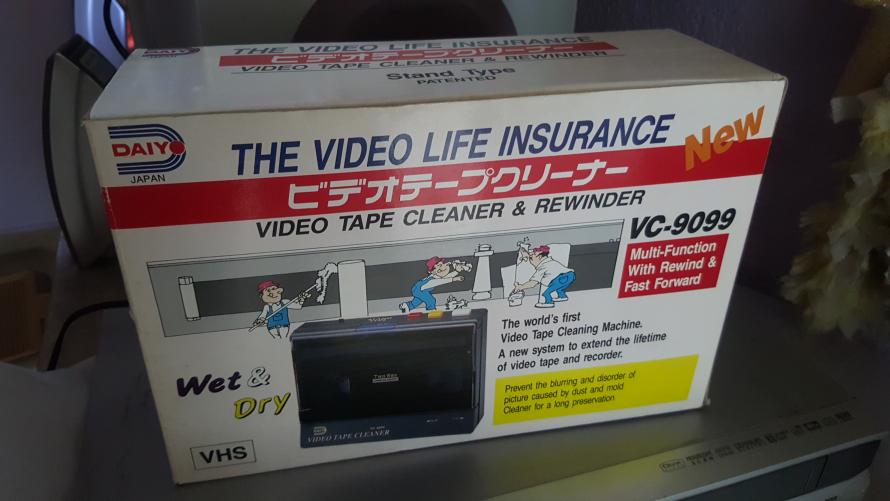 DAIYO
JAPAN
THE VIDEO LIFE INSURANCE
ビデオテープクリーナー
VIDEO TAPE CLEANER & REWINDER
Stand Type
PATENTED
DAIYO
JAPAN
THE VIDEO LIFE INSURANCE
New
ビデオテープクリーナー
VIDEO TAPE CLEANER & REWINDER
VC-9099
Multi-Function
With Rewind &
Fast Forward
The world's first
Video Tape Cleaning Machine.
A new system to extend the lifetime
of video tape and recorder.
Wet &
Dry
Prevent the blurring and disorder of
picture caused by dust and mold
Cleaner for a long preservation
VIDEO TAPE CLEANER
VHS